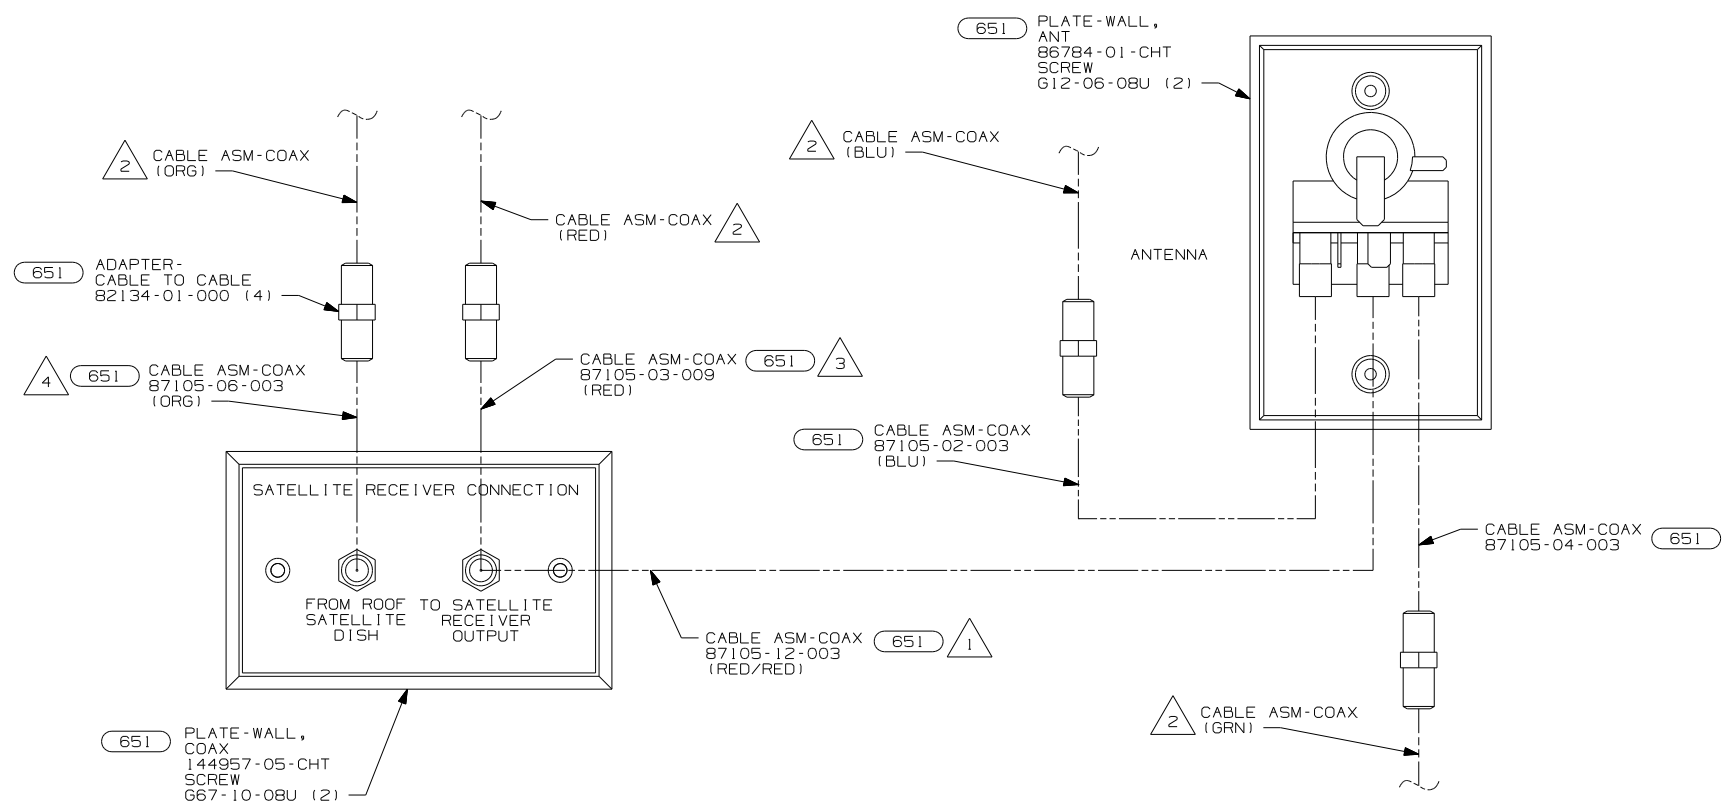 651
PLATE-WALL,
ANT
86784-01-CHT
SCREW
G12-06-08U (2)
2
CABLE ASM-COAX
(ORG)
2
CABLE ASM-COAX
(BLU)
CABLE ASM-COAX
(RED)
2
ANTENNA
651
ADAPTER-
CABLE TO CABLE
82134-01-000 (4)
4
651
CABLE ASM-COAX
87105-06-003
(ORG)
CABLE ASM-COAX
87105-03-009
(RED)
651
3
651
CABLE ASM-COAX
87105-02-003
(BLU)
SATELLITE RECEIVER CONNECTION
CABLE ASM-COAX
87105-04-003
651
FROM ROOF
SATELLITE
DISH
TO SATELLITE
RECEIVER
OUTPUT
CABLE ASM-COAX
87105-12-003
(RED/RED)
651
1
2
CABLE ASM-COAX
(GRN)
651
PLATE-WALL,
COAX
144957-05-CHT
SCREW
G67-10-08U (2)